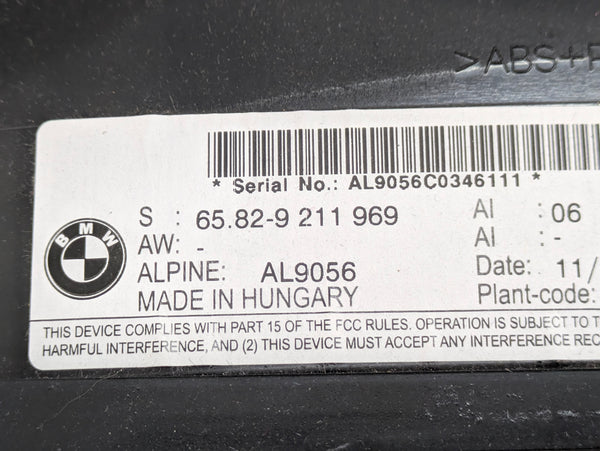 >ABS+P
* Serial No.: AL9056C0346111 *
BMW
S : 65.82-9 211 969 AI : 06
AW: - AI : -
ALPINE: AL9056 Date: 11/
MADE IN HUNGARY Plant-code:
THIS DEVICE COMPLIES WITH PART 15 OF THE FCC RULES. OPERATION IS SUBJECT TO T
HARMFUL INTERFERENCE, AND (2) THIS DEVICE MUST ACCEPT ANY INTERFERENCE REC